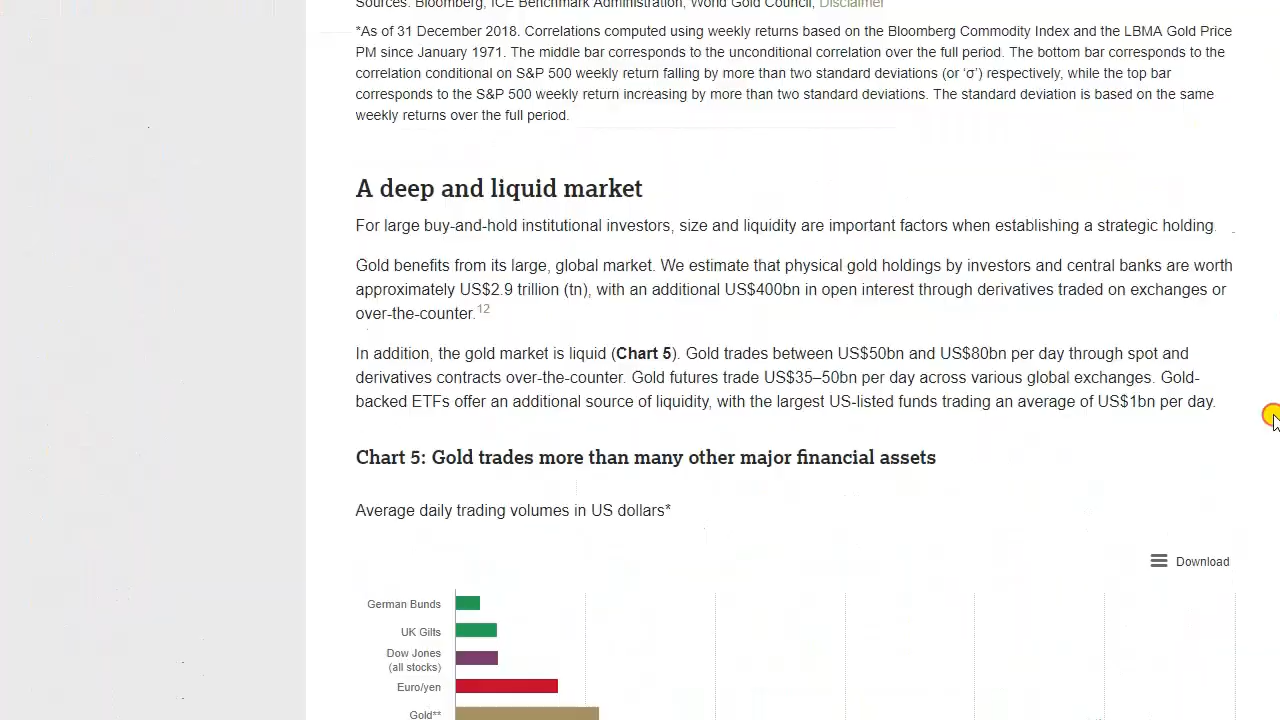 Sources: Bloomberg, ICE Benchmark Administration, World Gold Council, Disclaimer
*As of 31 December 2018. Correlations computed using weekly returns based on the Bloomberg Commodity Index and the LBMA Gold Price
PM since January 1971. The middle bar corresponds to the unconditional correlation over the full period. The bottom bar corresponds to the
correlation conditional on S&P 500 weekly return falling by more than two standard deviations (or ‘σ’) respectively, while the top bar
corresponds to the S&P 500 weekly return increasing by more than two standard deviations. The standard deviation is based on the same
weekly returns over the full period.
A deep and liquid market
For large buy-and-hold institutional investors, size and liquidity are important factors when establishing a strategic holding.
Gold benefits from its large, global market. We estimate that physical gold holdings by investors and central banks are worth
approximately US$2.9 trillion (tn), with an additional US$400bn in open interest through derivatives traded on exchanges or
over-the-counter.12
In addition, the gold market is liquid (Chart 5). Gold trades between US$50bn and US$80bn per day through spot and
derivatives contracts over-the-counter. Gold futures trade US$35–50bn per day across various global exchanges. Gold-
backed ETFs offer an additional source of liquidity, with the largest US-listed funds trading an average of US$1bn per day.
Chart 5: Gold trades more than many other major financial assets
Average daily trading volumes in US dollars*
Download
German Bunds
UK Gilts
Dow Jones
(all stocks)
Euro/yen
Gold**